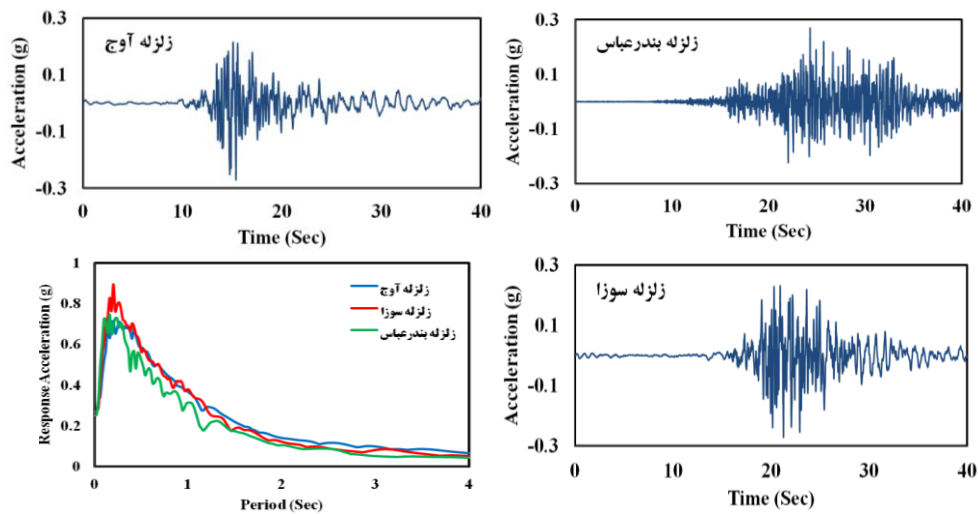 زلزله آوج
Acceleration (g)
0.3
0.1
-0.1
-0.3
0 10 20 30 40
Time (Sec)
زلزله بندرعباس
Acceleration (g)
0.3
0.1
-0.1
-0.3
0 10 20 30 40
Time (Sec)
Response Acceleration (g)
1
0.8
0.6
0.4
0.2
0
زلزله آوج
زلزله سوزا
زلزله بندرعباس
0 1 2 3 4
Period (Sec)
زلزله سوزا
Acceleration (g)
0.3
0.1
-0.1
-0.3
0 10 20 30 40
Time (Sec)